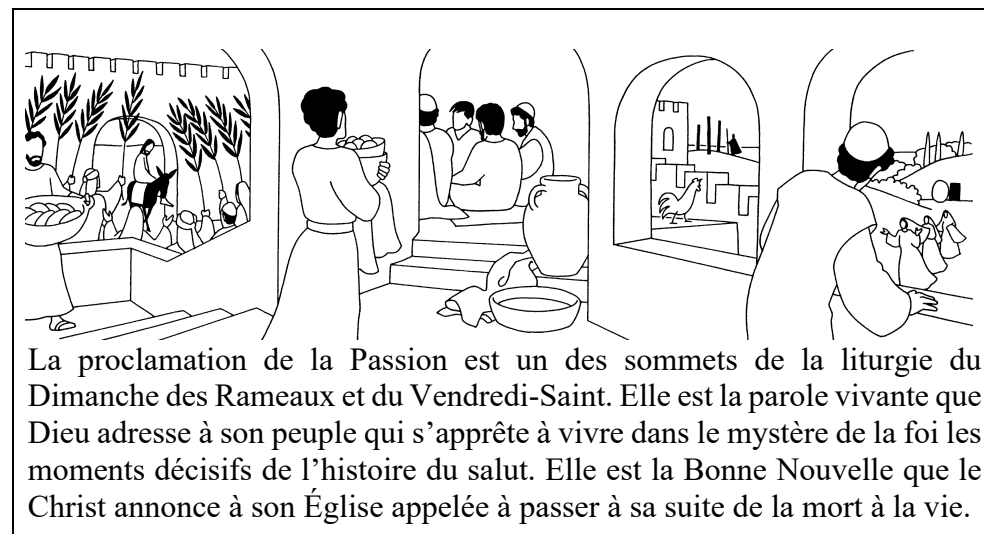 La proclamation de la Passion est un des sommets de la liturgie du
Dimanche des Rameaux et du Vendredi-Saint. Elle est la parole vivante que
Dieu adresse à son peuple qui s’apprête à vivre dans le mystère de la foi les
moments décisifs de l’histoire du salut. Elle est la Bonne Nouvelle que le
Christ annonce à son Église appelée à passer à sa suite de la mort à la vie.